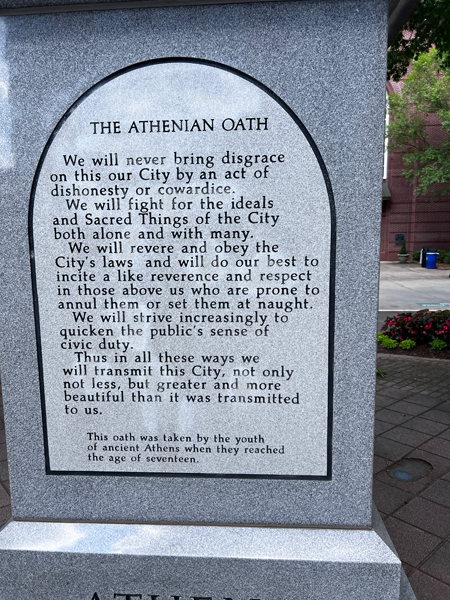 THE ATHENIAN OATH
We will never bring disgrace
on this our City by an act of
dishonesty or cowardice.
We will fight for the ideals
and Sacred Things of the City
both alone and with many.
We will revere and obey the
City's laws and will do our best to
incite a like reverence and respect
in those above us who are prone to
annul them or set them at naught.
We will strive increasingly to
quicken the public's sense of
civic duty.
Thus in all these ways we
will transmit this City, not only
not less, but greater and more
beautiful than it was transmitted
to us.
This oath was taken by the youth
of ancient Athens when they reached
the age of seventeen.